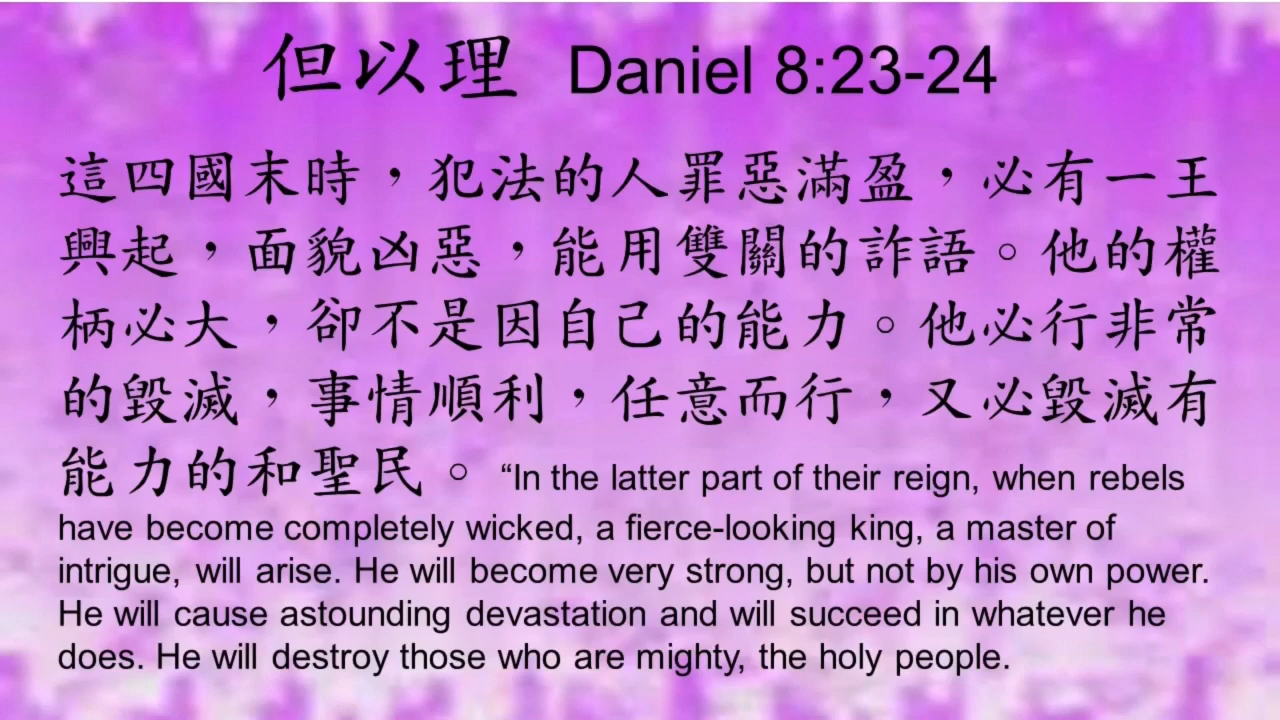 但以理 Daniel 8:23-24
這四國末時，犯法的人罪惡滿盈，必有一王
興起，面貌凶惡，能用雙關的詐語。他的權
柄必大，卻不是因自己的能力。他必行非常
的毀滅，事情順利，任意而行，又必毀滅有
能力的和聖民。“In the latter part of their reign, when rebels
have become completely wicked, a fierce-looking king, a master of
intrigue, will arise. He will become very strong, but not by his own power.
He will cause astounding devastation and will succeed in whatever he
does. He will destroy those who are mighty, the holy people.